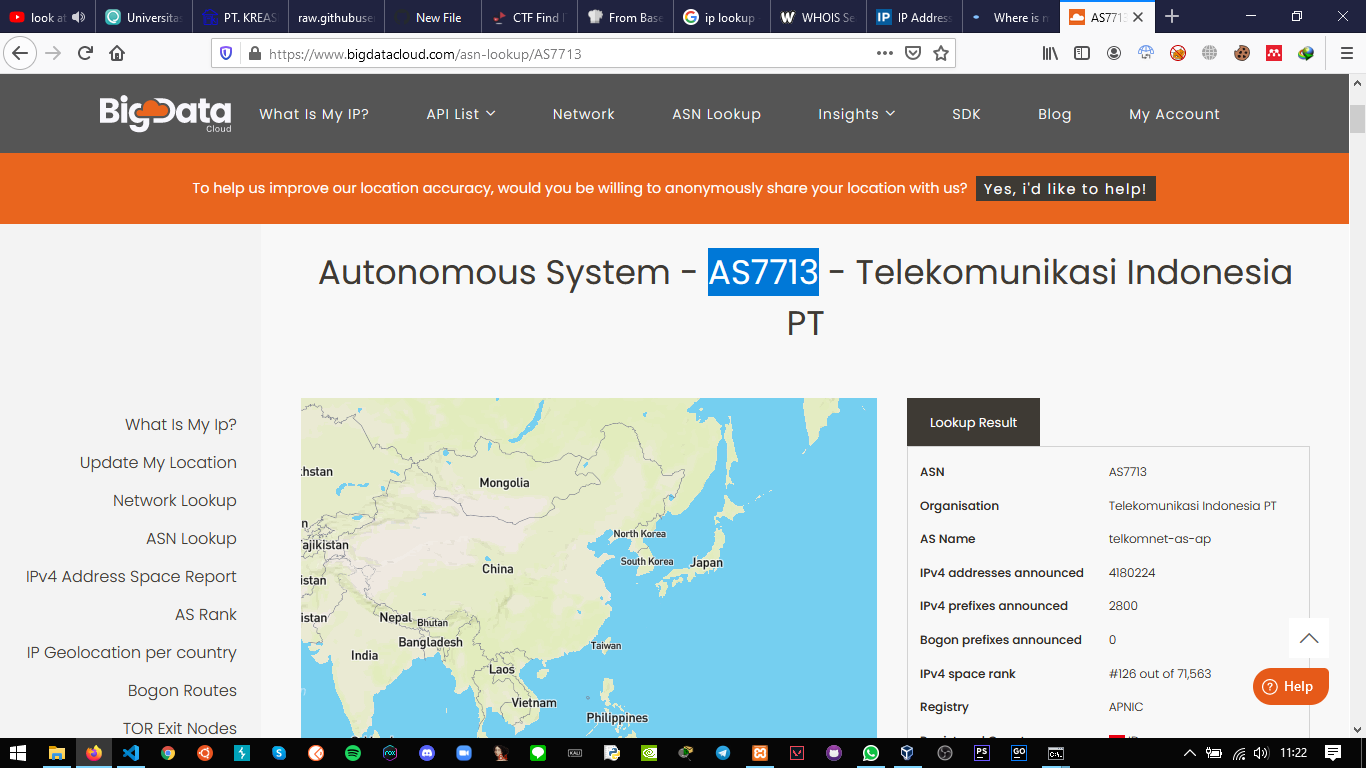 look at
Universitas
PT. KREAS
raw.githubuser
New File
CTF Find I
From Base
ip lookup
WHOIS Se
IP Address
Where is m
AS7713
https://www.bigdatacloud.com/asn-lookup/AS7713
BigData
Cloud
What Is My IP?
API List
Network
ASN Lookup
Insights
SDK
Blog
My Account
To help us improve our location accuracy, would you be willing to anonymously share your location with us?
Yes, i'd like to help!
Autonomous System - AS7713 - Telekomunikasi Indonesia
PT
What Is My Ip?
Update My Location
Network Lookup
ASN Lookup
IPv4 Address Space Report
AS Rank
IP Geolocation per country
Bogon Routes
TOR Exit Nodes
Mongolia
North Korea
South Korea
Japan
China
Nepal
Bhutan
Bangladesh
India
Taiwan
Laos
Vietnam
Philippines
Lookup Result
ASN AS7713
Organisation Telekomunikasi Indonesia PT
AS Name telkomnet-as-ap
IPv4 addresses announced 4180224
IPv4 prefixes announced 2800
Bogon prefixes announced 0
IPv4 space rank #126 out of 71,563
Registry APNIC
Help
11:22